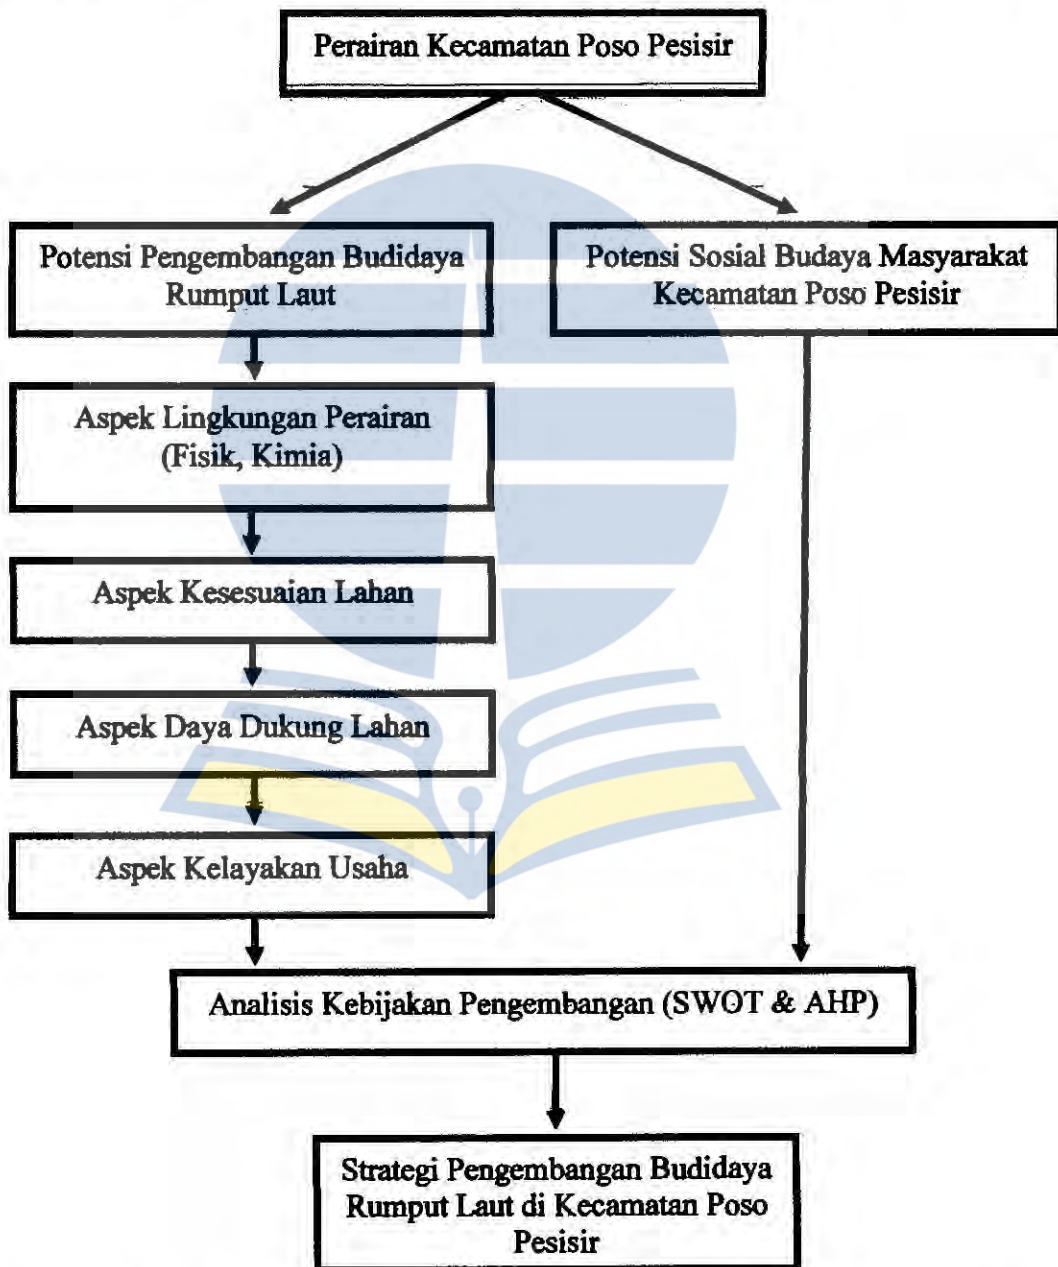 Perairan Kecamatan Poso Pesisir
Potensi Pengembangan Budidaya
Rumput Laut
Potensi Sosial Budaya Masyarakat
Kecamatan Poso Pesisir
Aspek Lingkungan Perairan
(Fisik, Kimia)
Aspek Kesesuaian Lahan
Aspek Daya Dukung Lahan
Aspek Kelayakan Usaha
Analisis Kebijakan Pengembangan (SWOT & AHP)
Strategi Pengembangan Budidaya
Rumput Laut di Kecamatan Poso
Pesisir